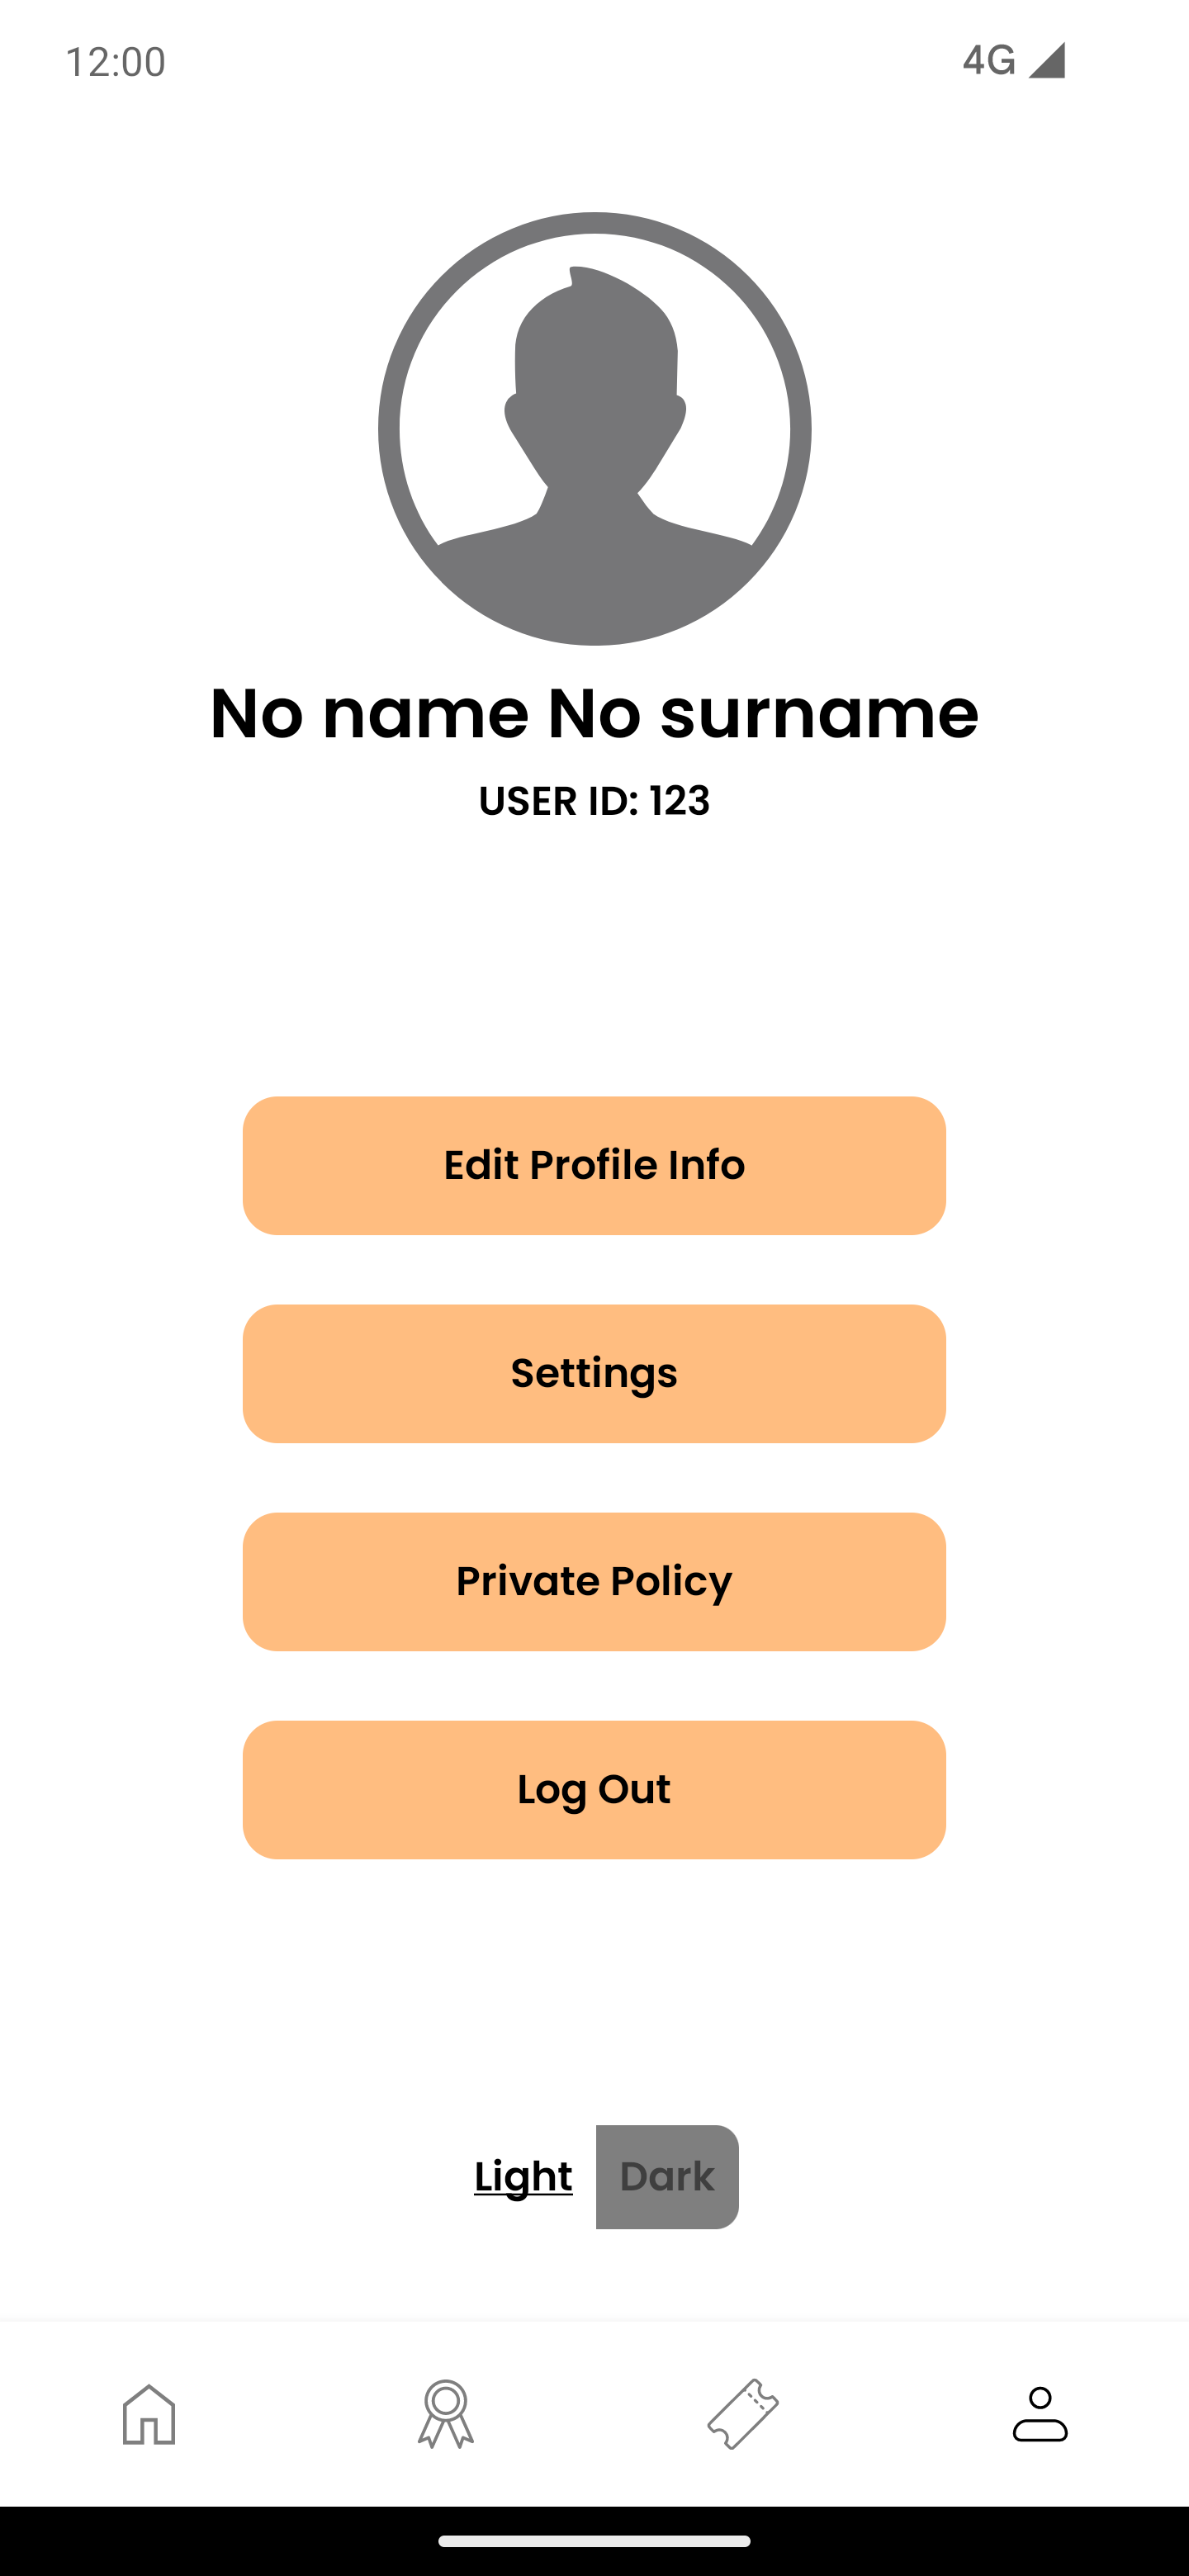 12:00 4G
No name No surname
USER ID: 123
Edit Profile Info
Settings
Private Policy
Log Out
Light Dark